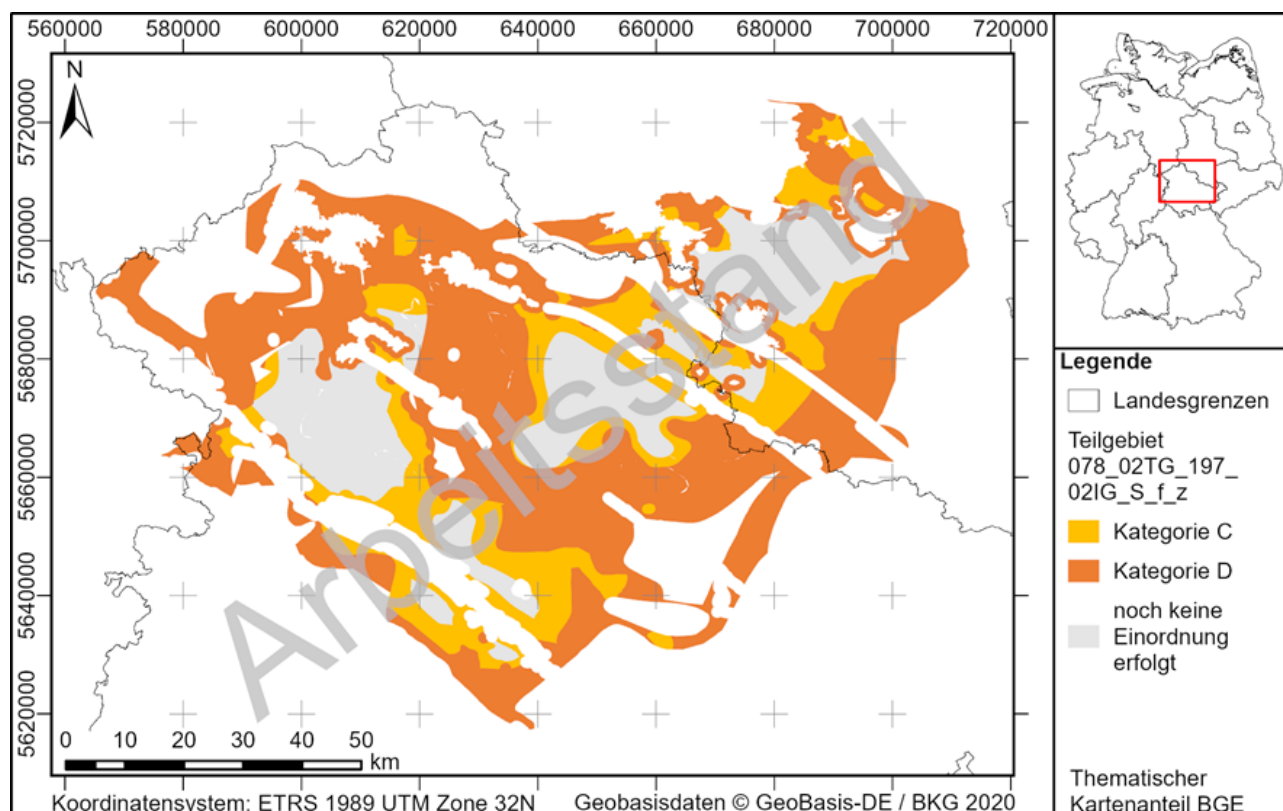 560000 580000 600000 620000 640000 660000 680000 700000 720000
N
5720000
5700000
5680000
5660000
5640000
5620000
Arbeitsstand
0 10 20 30 40 50
km
Koordinatensystem: ETRS 1989 UTM Zone 32N Geobasisdaten © GeoBasis-DE / BKG 2020
Legende
Landesgrenzen
Teilgebiet
078_02TG_197_
02IG_S_f_z
Kategorie C
Kategorie D
noch keine
Einordnung
erfolgt
Thematischer
Kartenanteil BGE